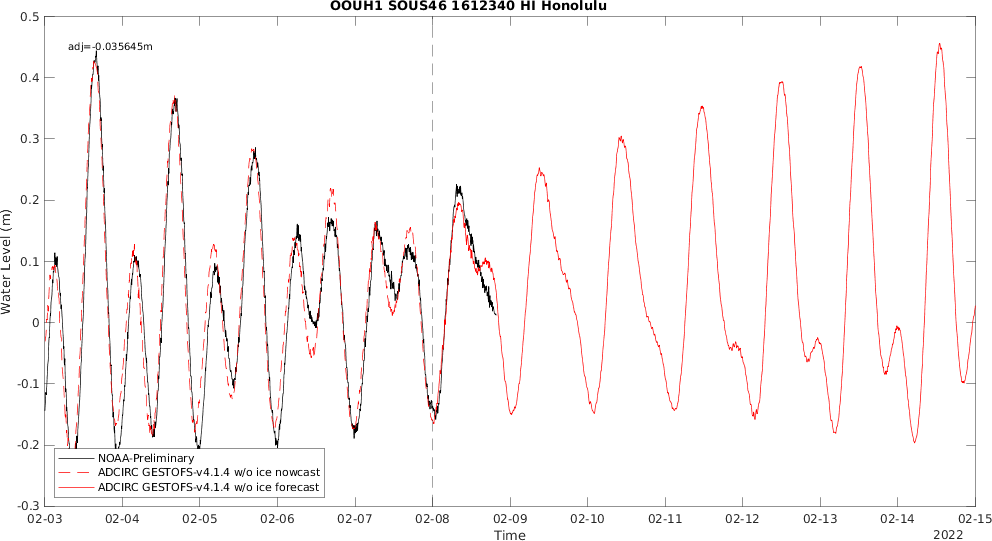 OOUH1 SOUS46 1612340 HI Honolulu
adj=-0.035645m
0.5
0.4
0.3
0.2
0.1
0
-0.1
-0.2
-0.3
Water Level (m)
NOAA-Preliminary
ADCIRC GESTOFS-v4.1.4 w/o ice nowcast
ADCIRC GESTOFS-v4.1.4 w/o ice forecast
02-03 02-04 02-05 02-06 02-07 02-08 02-09 02-10 02-11 02-12 02-13 02-14 02-15
Time
2022